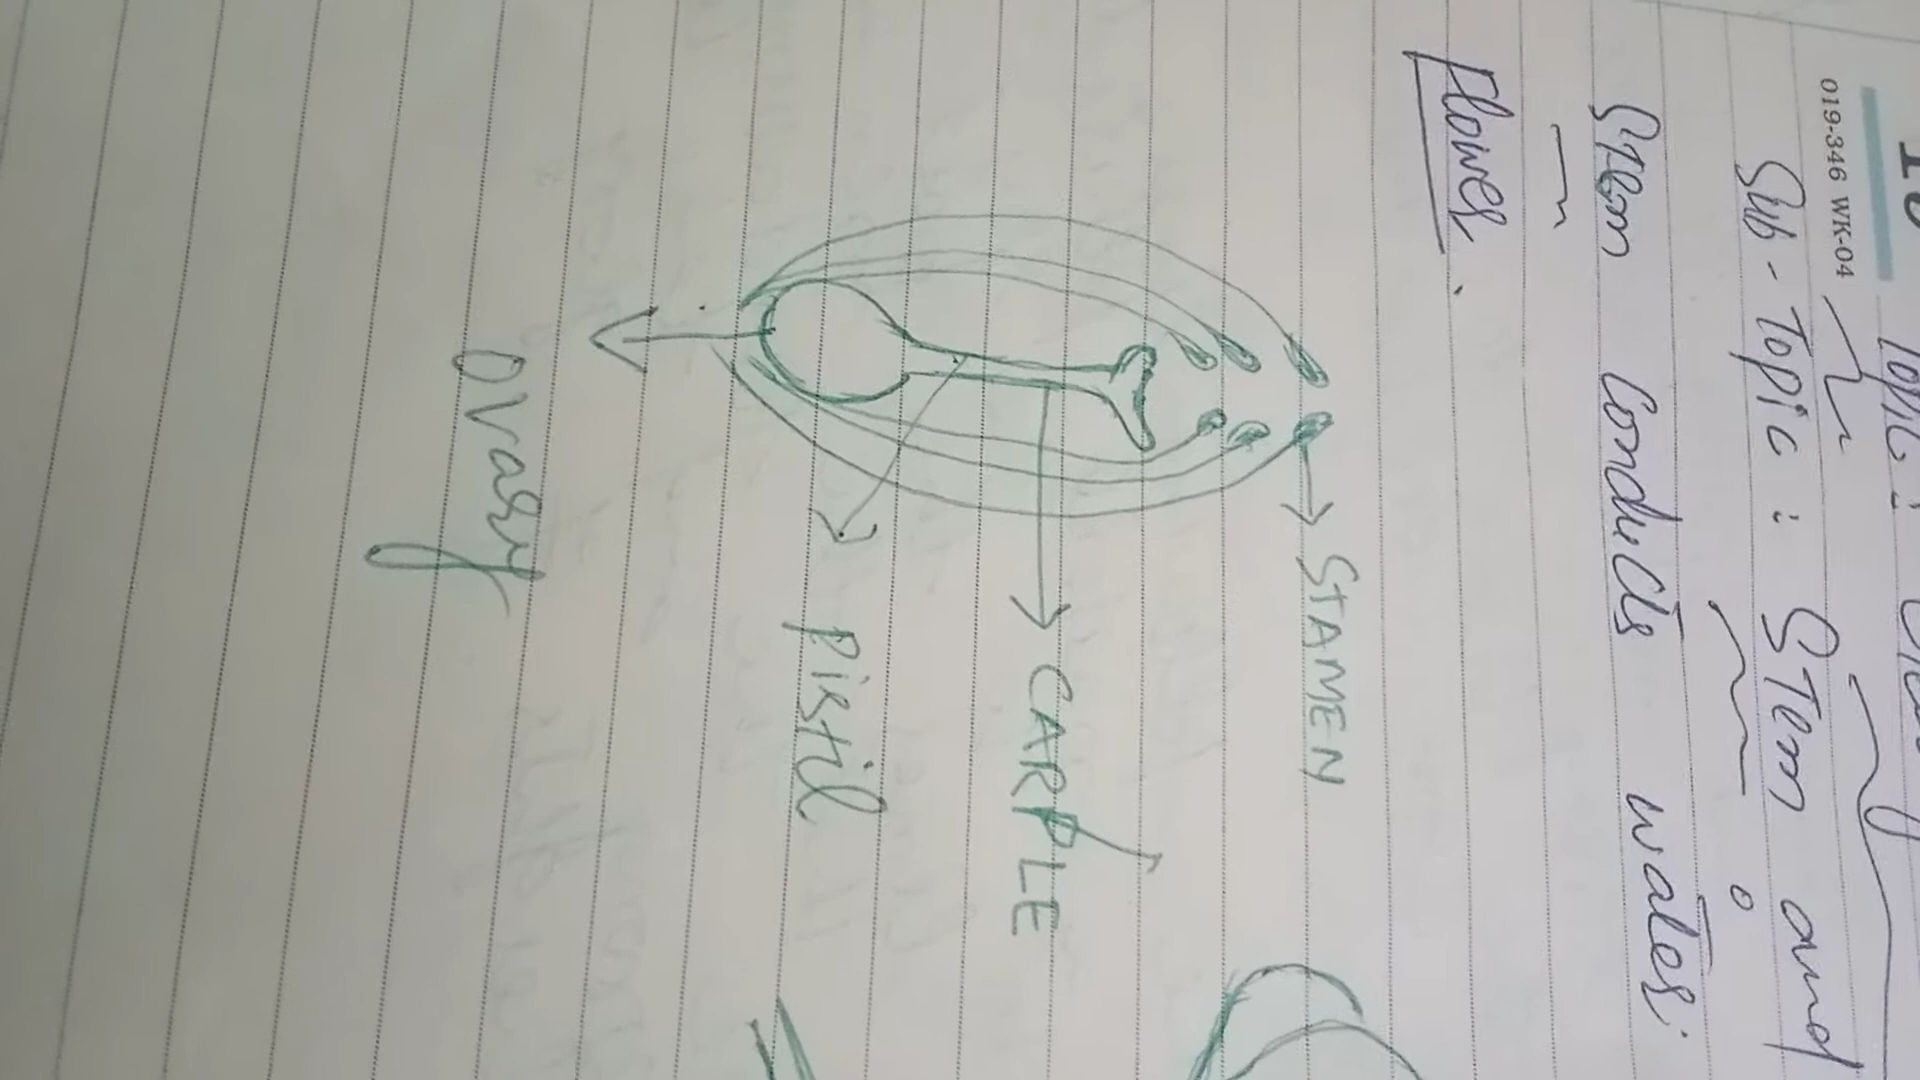 019-346 WK-04
Topic :
Sub-Topic : STem and
STem Conducts water
Flower.
STAMEN
CARPLE
Pistil
Ovary